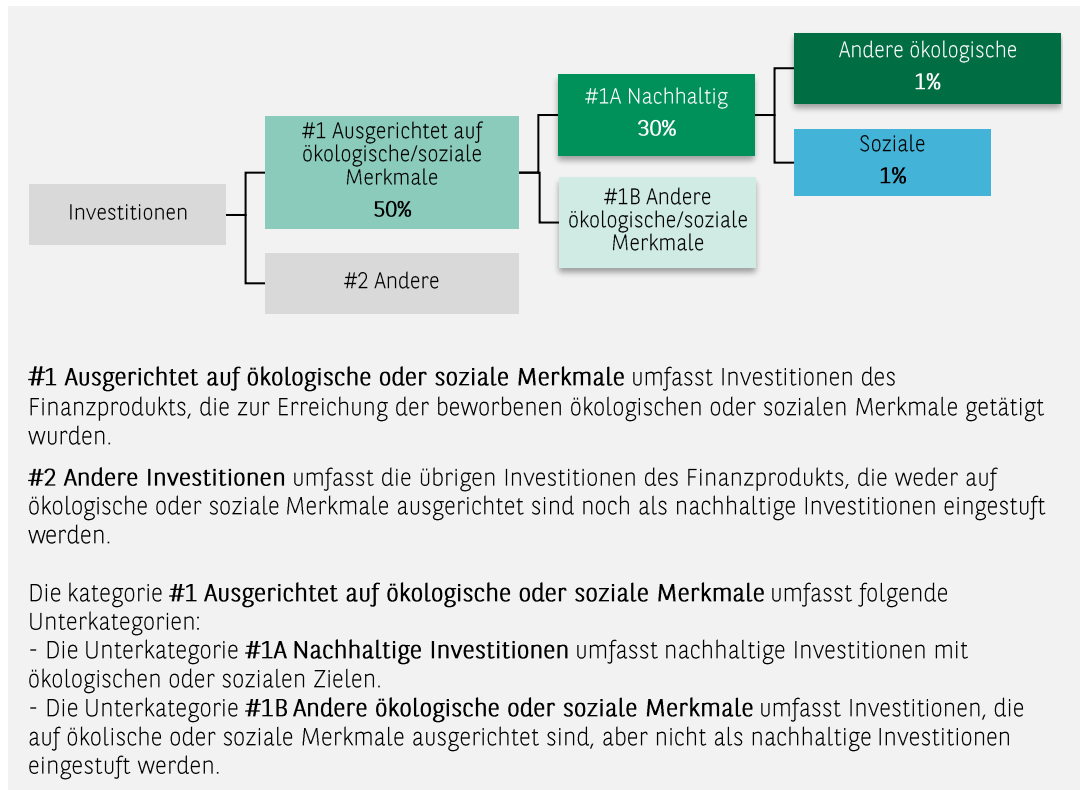 Andere ökologische
1%
#1A Nachhaltig
30%
#1 Ausgerichtet auf
ökologische/soziale
Merkmale
50%
Soziale
1%
Investitionen
#1B Andere
ökologische/soziale
Merkmale
#2 Andere
#1 Ausgerichtet auf ökologische oder soziale Merkmale umfasst Investitionen des
Finanzprodukts, die zur Erreichung der beworbenen ökologischen oder sozialen Merkmale getätigt
wurden.
#2 Andere Investitionen umfasst die übrigen Investitionen des Finanzprodukts, die weder auf
ökologische oder soziale Merkmale ausgerichtet sind noch als nachhaltige Investitionen eingestuft
werden.
Die kategorie #1 Ausgerichtet auf ökologische oder soziale Merkmale umfasst folgende
Unterkategorien:
- Die Unterkategorie #1A Nachhaltige Investitionen umfasst nachhaltige Investitionen mit
ökologischen oder sozialen Zielen.
- Die Unterkategorie #1B Andere ökologische oder soziale Merkmale umfasst Investitionen, die
auf ökolische oder soziale Merkmale ausgerichtet sind, aber nicht als nachhaltige Investitionen
eingestuft werden.